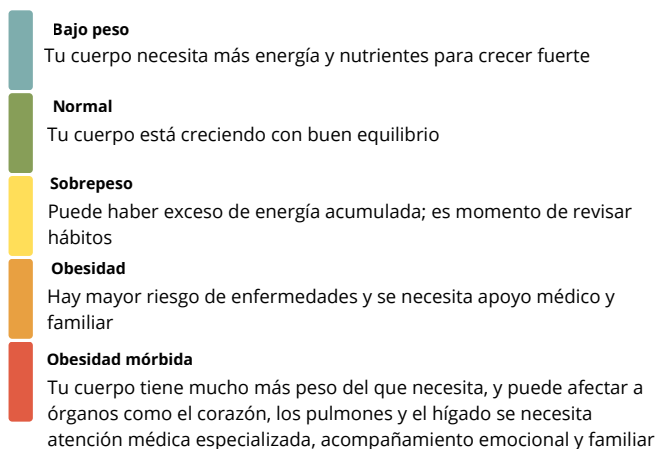 Bajo peso
Tu cuerpo necesita más energía y nutrientes para crecer fuerte
Normal
Tu cuerpo está creciendo con buen equilibrio
Sobrepeso
Puede haber exceso de energía acumulada; es momento de revisar
hábitos
Obesidad
Hay mayor riesgo de enfermedades y se necesita apoyo médico y
familiar
Obesidad mórbida
Tu cuerpo tiene mucho más peso del que necesita, y puede afectar a
órganos como el corazón, los pulmones y el hígado se necesita
atención médica especializada, acompañamiento emocional y familiar